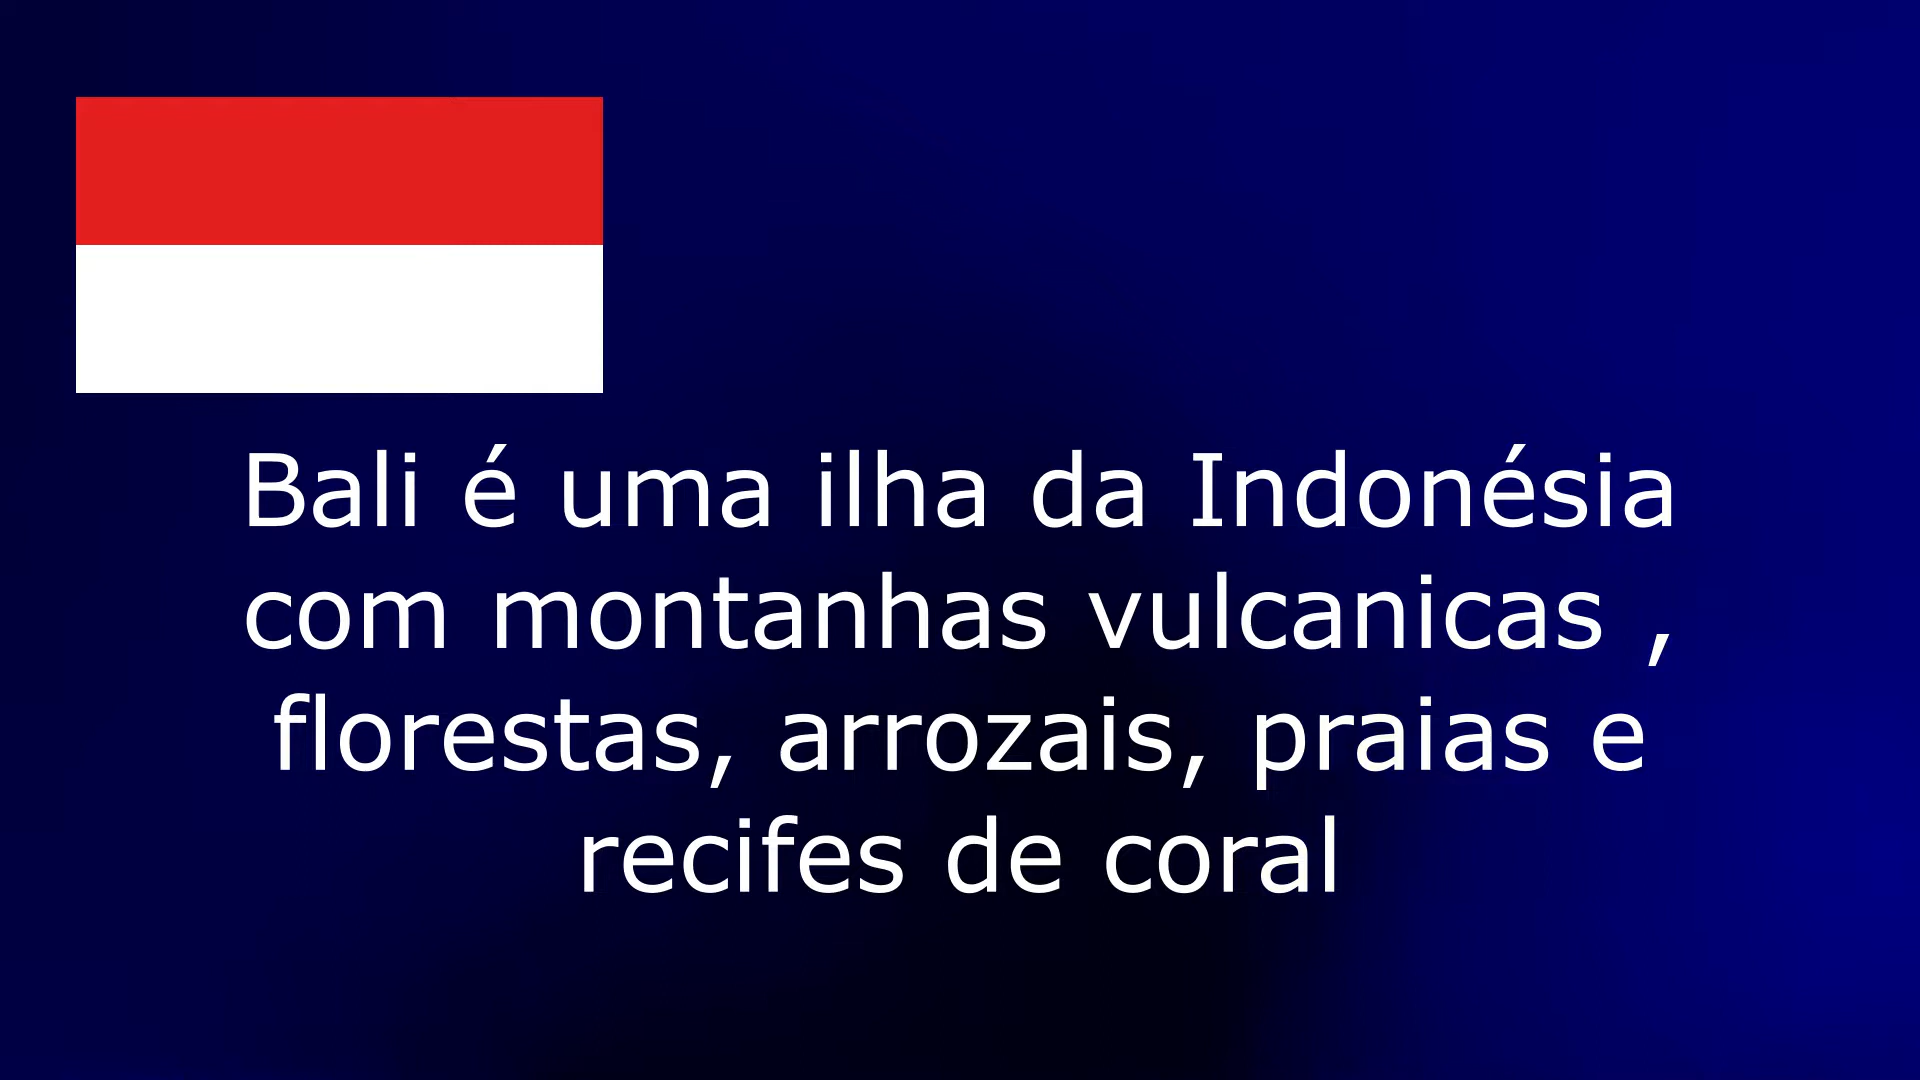 Bali é uma ilha da Indonésia
com montanhas vulcanicas ,
florestas, arrozais, praias e
recifes de coral